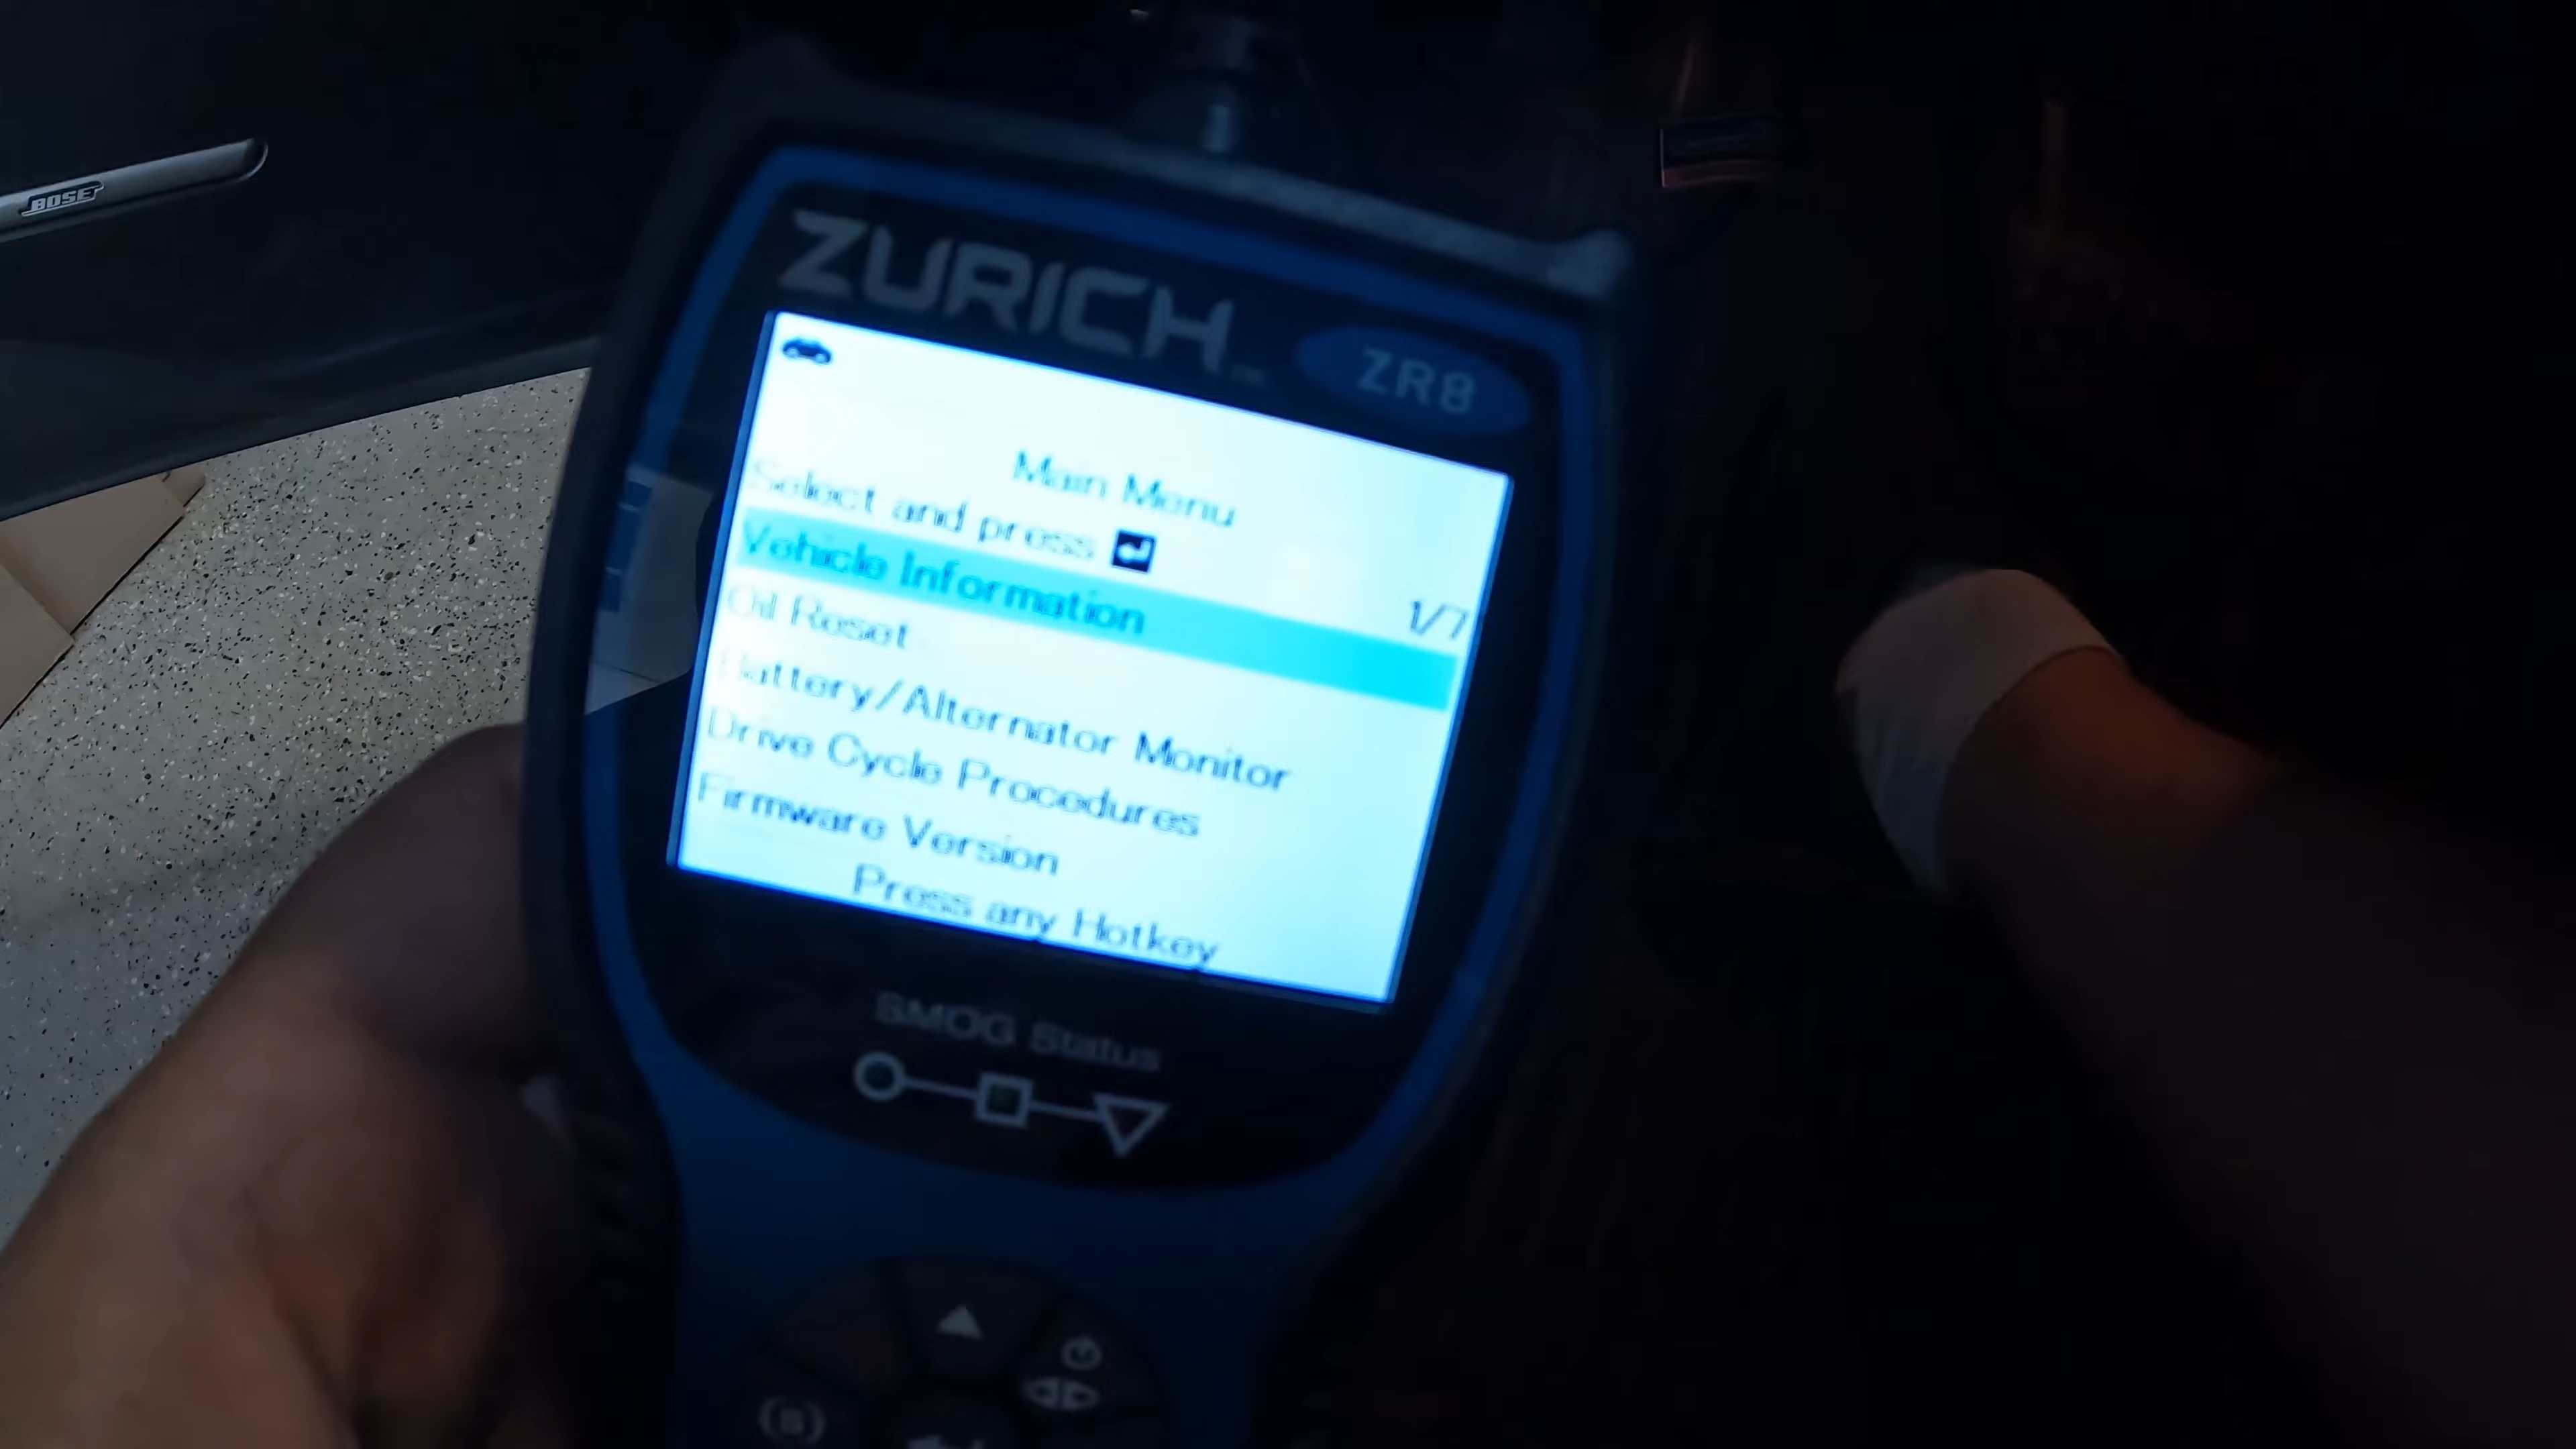 BOSE
ZURICH
ZR8
Main Menu
Select and press
Vehicle Information 1/7
Oil Reset
Battery/Alternator Monitor
Drive Cycle Procedures
Firmware Version
Press any Hotkey
SMOG Status
(s)